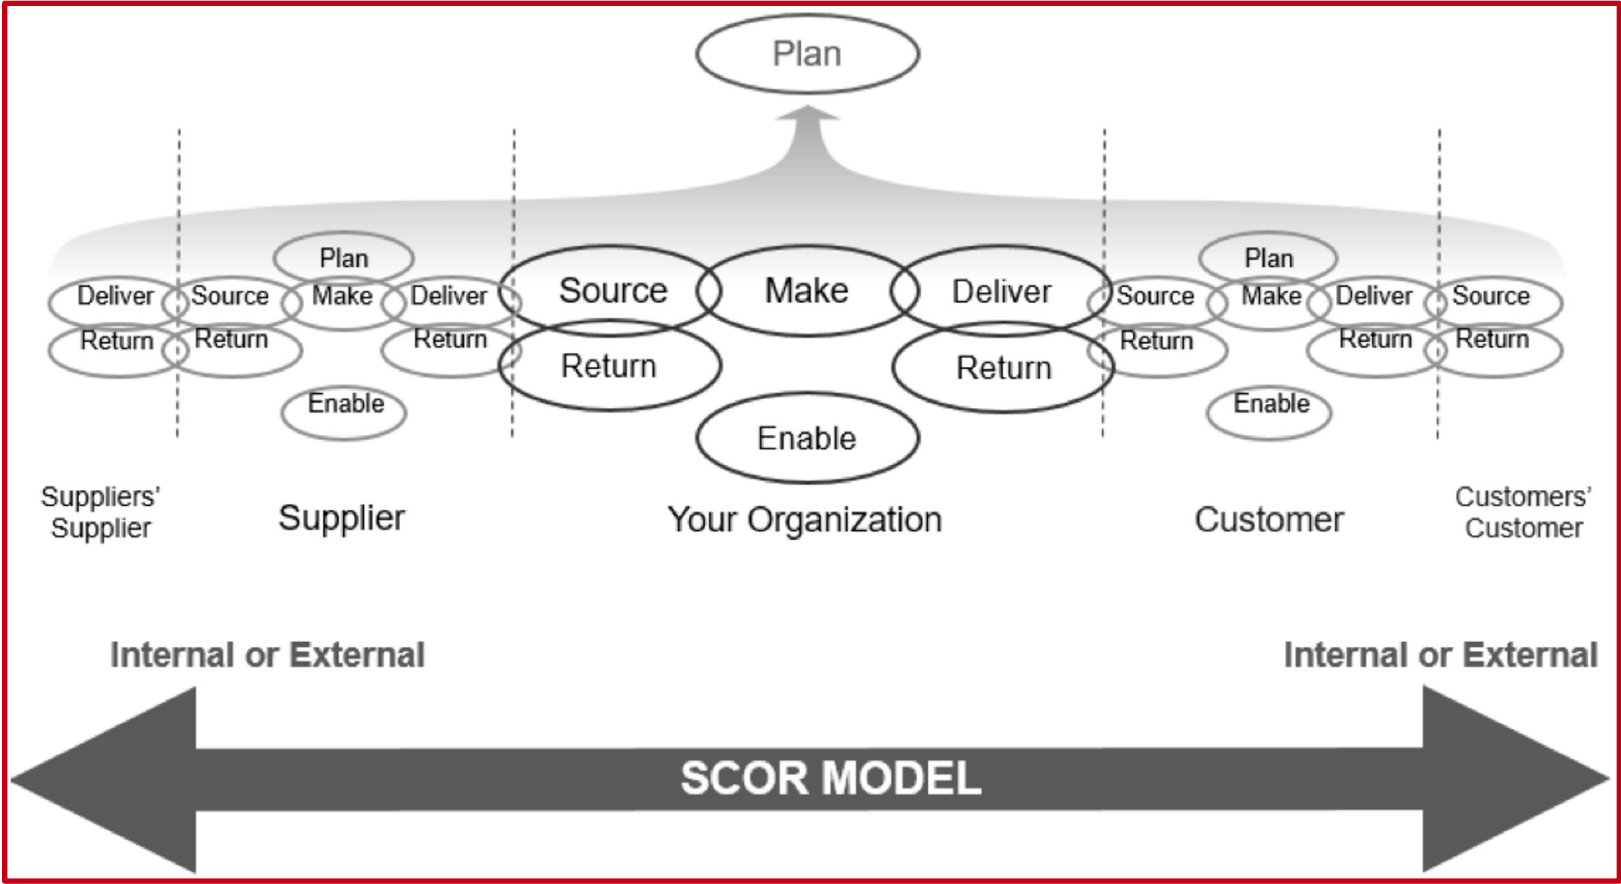 Plan
Plan
Plan
Deliver
Source
Make
Deliver
Source
Make
Deliver
Source
Make
Deliver
Source
Return
Return
Return
Return
Return
Return
Return
Return
Enable
Enable
Enable
Suppliers’
Supplier
Supplier
Your Organization
Customer
Customers’
Customer
Internal or External
Internal or External
SCOR MODEL